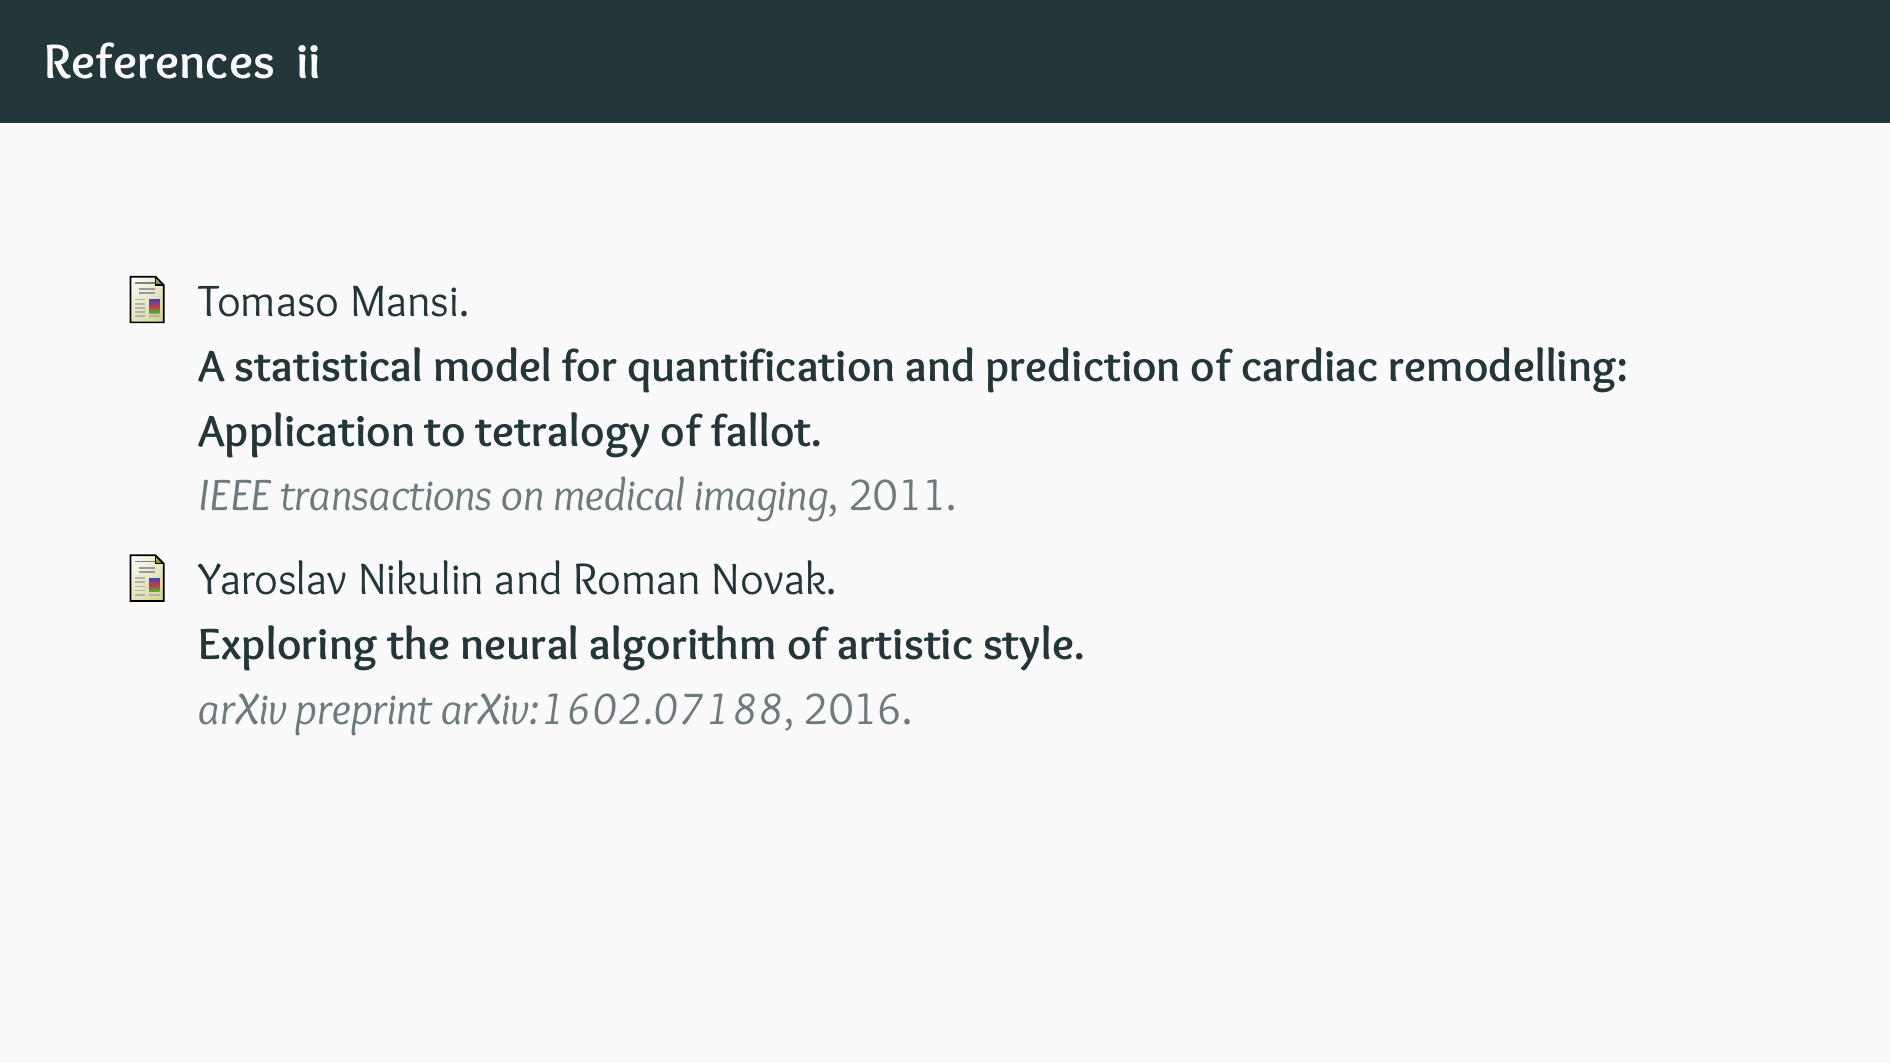 References ii
Tomaso Mansi.
A statistical model for quantification and prediction of cardiac remodelling:
Application to tetralogy of fallot.
IEEE transactions on medical imaging, 2011.
Yaroslav Nikulin and Roman Novak.
Exploring the neural algorithm of artistic style.
arXiv preprint arXiv:1602.07188, 2016.